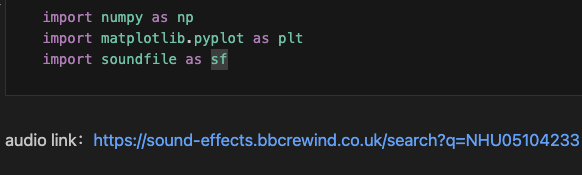 import numpy as np
import matplotlib.pyplot as plt
import soundfile as sf
audio link: https://sound-effects.bbcrewind.co.uk/search?q=NHU05104233